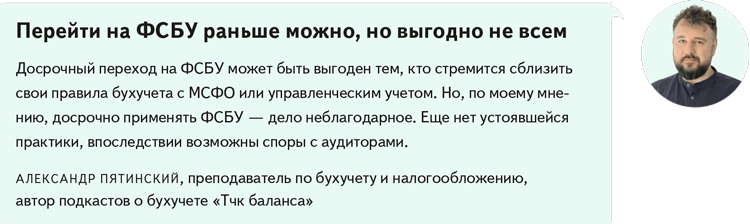 Перейти на ФСБУ раньше можно, но выгодно не всем
Досрочный переход на ФСБУ может быть выгоден тем, кто стремится сблизить
свои правила бухучета с МСФО или управленческим учетом. Но, по моему мне-
нию, досрочно применять ФСБУ — дело неблагодарное. Еще нет устоявшейся
практики, впоследствии возможны споры с аудиторами.
АЛЕКСАНДР ПЯТИНСКИЙ, преподаватель по бухучету и налогообложению,
автор подкастов о бухучете «Тчк баланса»